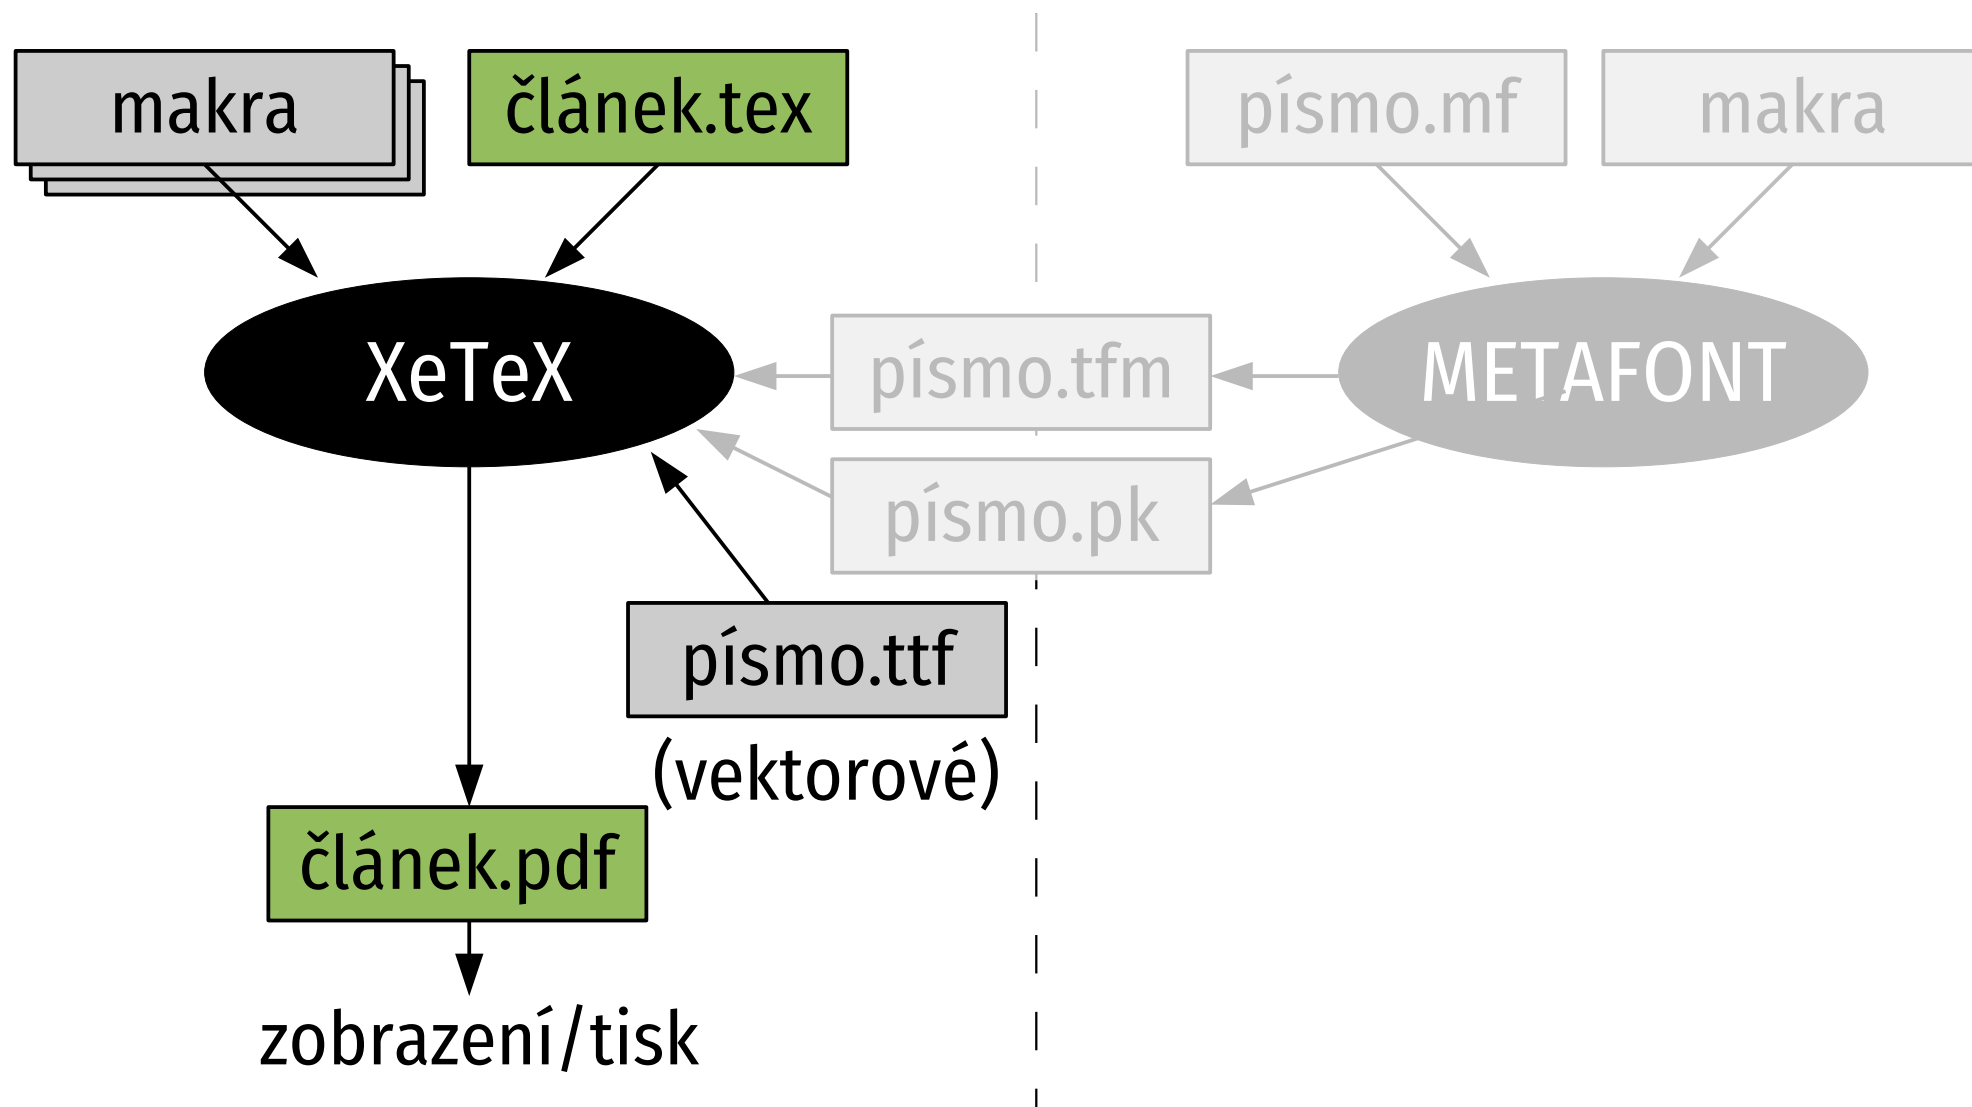 makra
článek.tex
písmo.mf
makra
XeTeX
písmo.tfm
METAFONT
písmo.pk
písmo.ttf
(vektorové)
článek.pdf
zobrazení/tisk